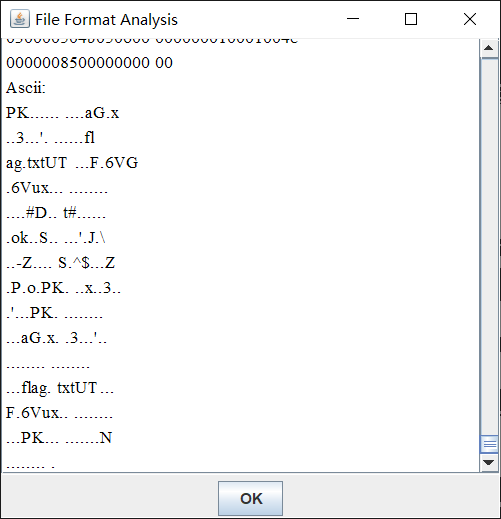 File Format Analysis
0000008500000000 00
Ascii:
PK...... ....aG.x
..3...'. ......fl
ag.txtUT ...F.6VG
.6Vux... ........
....#D.. t#......
.ok..S.. ...'.J.\
..-Z.... S.^$...Z
.P.o.PK. ..x..3..
.'...PK. ........
...aG.x. .3...'..
........ ........
...flag. txtUT...
F.6Vux.. ........
...PK... .......N
........ .
OK